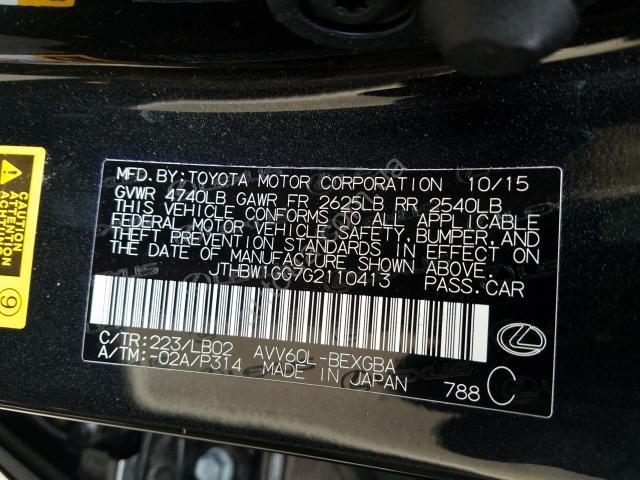 MFD. BY: TOYOTA MOTOR CORPORATION 10/15
GVWR 4740LB GAWR FR 2625LB RR 2540LB
THIS VEHICLE CONFORMS TO ALL APPLICABLE
FEDERAL MOTOR VEHICLE SAFETY, BUMPER, AND
THEFT PREVENTION STANDARDS IN EFFECT ON
THE DATE OF MANUFACTURE SHOWN ABOVE.
JTHBW1GG7G2110413 PASS. CAR
C/TR: 223/LB02 AVV60L-BEXGBA
A/TM: -02A/P314 MADE IN JAPAN
788 C
ATTENTION
9